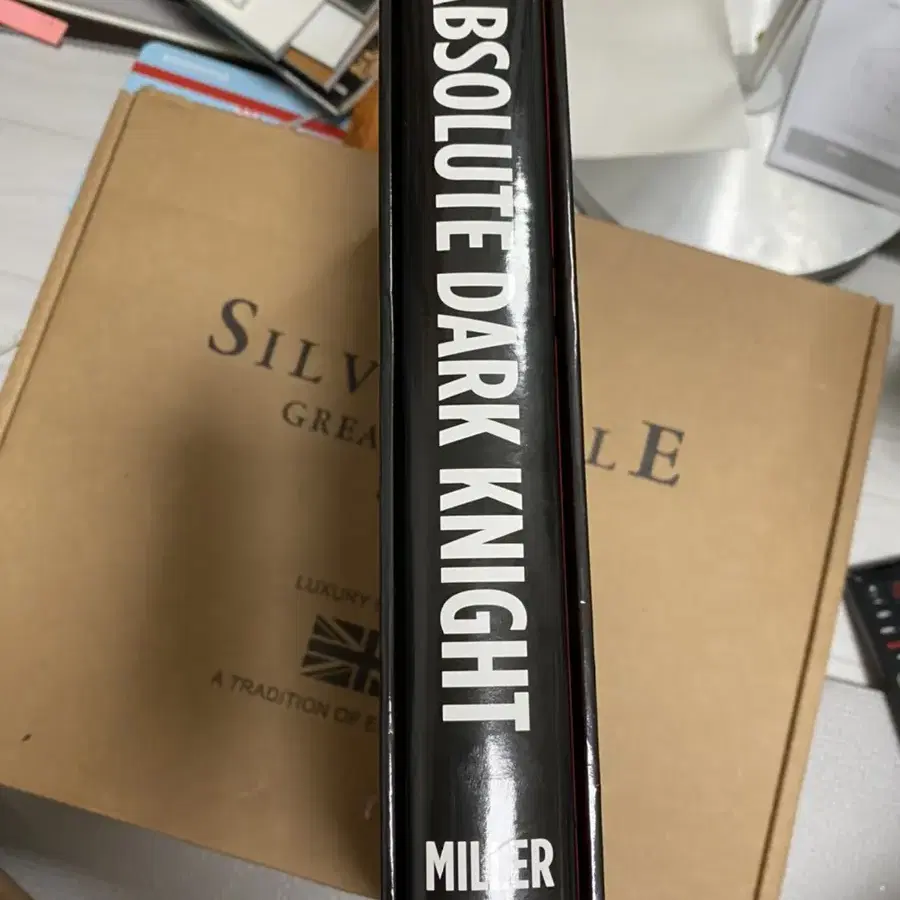 ABSOLUTE DARK KNIGHT
MILLER
SILV LE
GREA
LUXURY
A TRADITION OF E